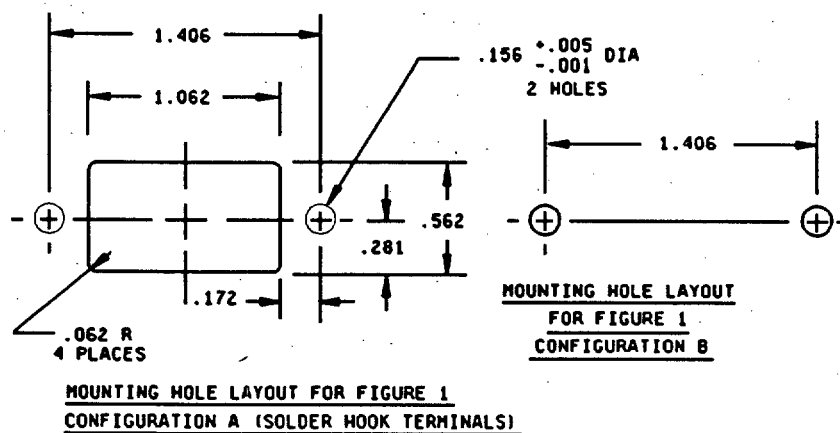 1.406
.156 +.005 DIA
-.001
2 HOLES
1.062
1.406
.562
.281
.172
MOUNTING HOLE LAYOUT
FOR FIGURE 1
CONFIGURATION B
.062 R
4 PLACES
MOUNTING HOLE LAYOUT FOR FIGURE 1
CONFIGURATION A (SOLDER HOOK TERMINALS)